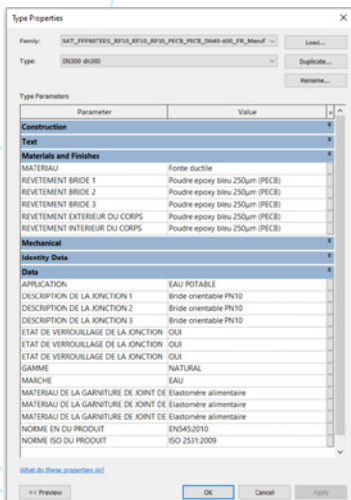 Type Properties
Family: NAT_FFPB0TEES_RF10_RF10_RF10_PECB_PECB_DN40-600_FR_Manuf Load...
Type: DN300 dn300 Duplicate...
Rename...
Type Parameters
Parameter Value
Construction
Text
Materials and Finishes
MATERIAU Fonte ductile
REVETEMENT BRIDE 1 Poudre epoxy bleu 250µm (PECB)
REVETEMENT BRIDE 2 Poudre epoxy bleu 250µm (PECB)
REVETEMENT BRIDE 3 Poudre epoxy bleu 250µm (PECB)
REVETEMENT EXTERIEUR DU CORPS Poudre epoxy bleu 250µm (PECB)
REVETEMENT INTERIEUR DU CORPS Poudre epoxy bleu 250µm (PECB)
Mechanical
Identity Data
Data
APPLICATION EAU POTABLE
DESCRIPTION DE LA JONCTION 1 Bride orientable PN10
DESCRIPTION DE LA JONCTION 2 Bride orientable PN10
DESCRIPTION DE LA JONCTION 3 Bride orientable PN10
ETAT DE VERROUILLAGE DE LA JONCTION OUI
ETAT DE VERROUILLAGE DE LA JONCTION OUI
ETAT DE VERROUILLAGE DE LA JONCTION OUI
GAMME NATURAL
MARCHE EAU
MATERIAU DE LA GARNITURE DE JOINT DE Elastomère alimentaire
MATERIAU DE LA GARNITURE DE JOINT DE Elastomère alimentaire
MATERIAU DE LA GARNITURE DE JOINT DE Elastomère alimentaire
NORME EN DU PRODUIT EN545:2010
NORME ISO DU PRODUIT ISO 2531:2009
What do these properties do?
<< Preview OK Cancel Apply